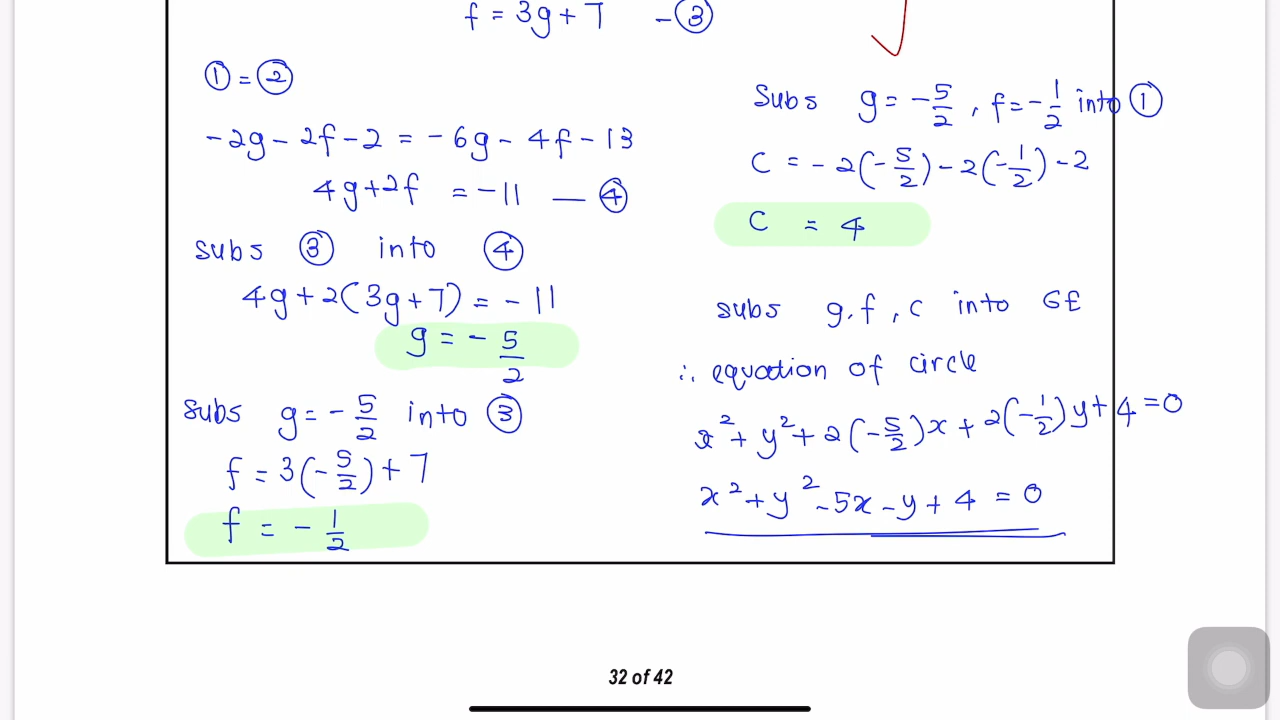 f = 3g + 7 - ③
① = ②
-2g - 2f - 2 = -6g - 4f - 13
4g + 2f = -11 — ④
subs ③ into ④
4g + 2(3g + 7) = -11
g = -5/2
subs g = -5/2 into ③
f = 3(-5/2) + 7
f = -1/2
Subs g = -5/2, f = -1/2 into ①
C = -2(-5/2) - 2(-1/2) - 2
C = 4
subs g, f, c into GE
∴ equation of circle
x² + y² + 2(-5/2)x + 2(-1/2)y + 4 = 0
x² + y² - 5x - y + 4 = 0
32 of 42